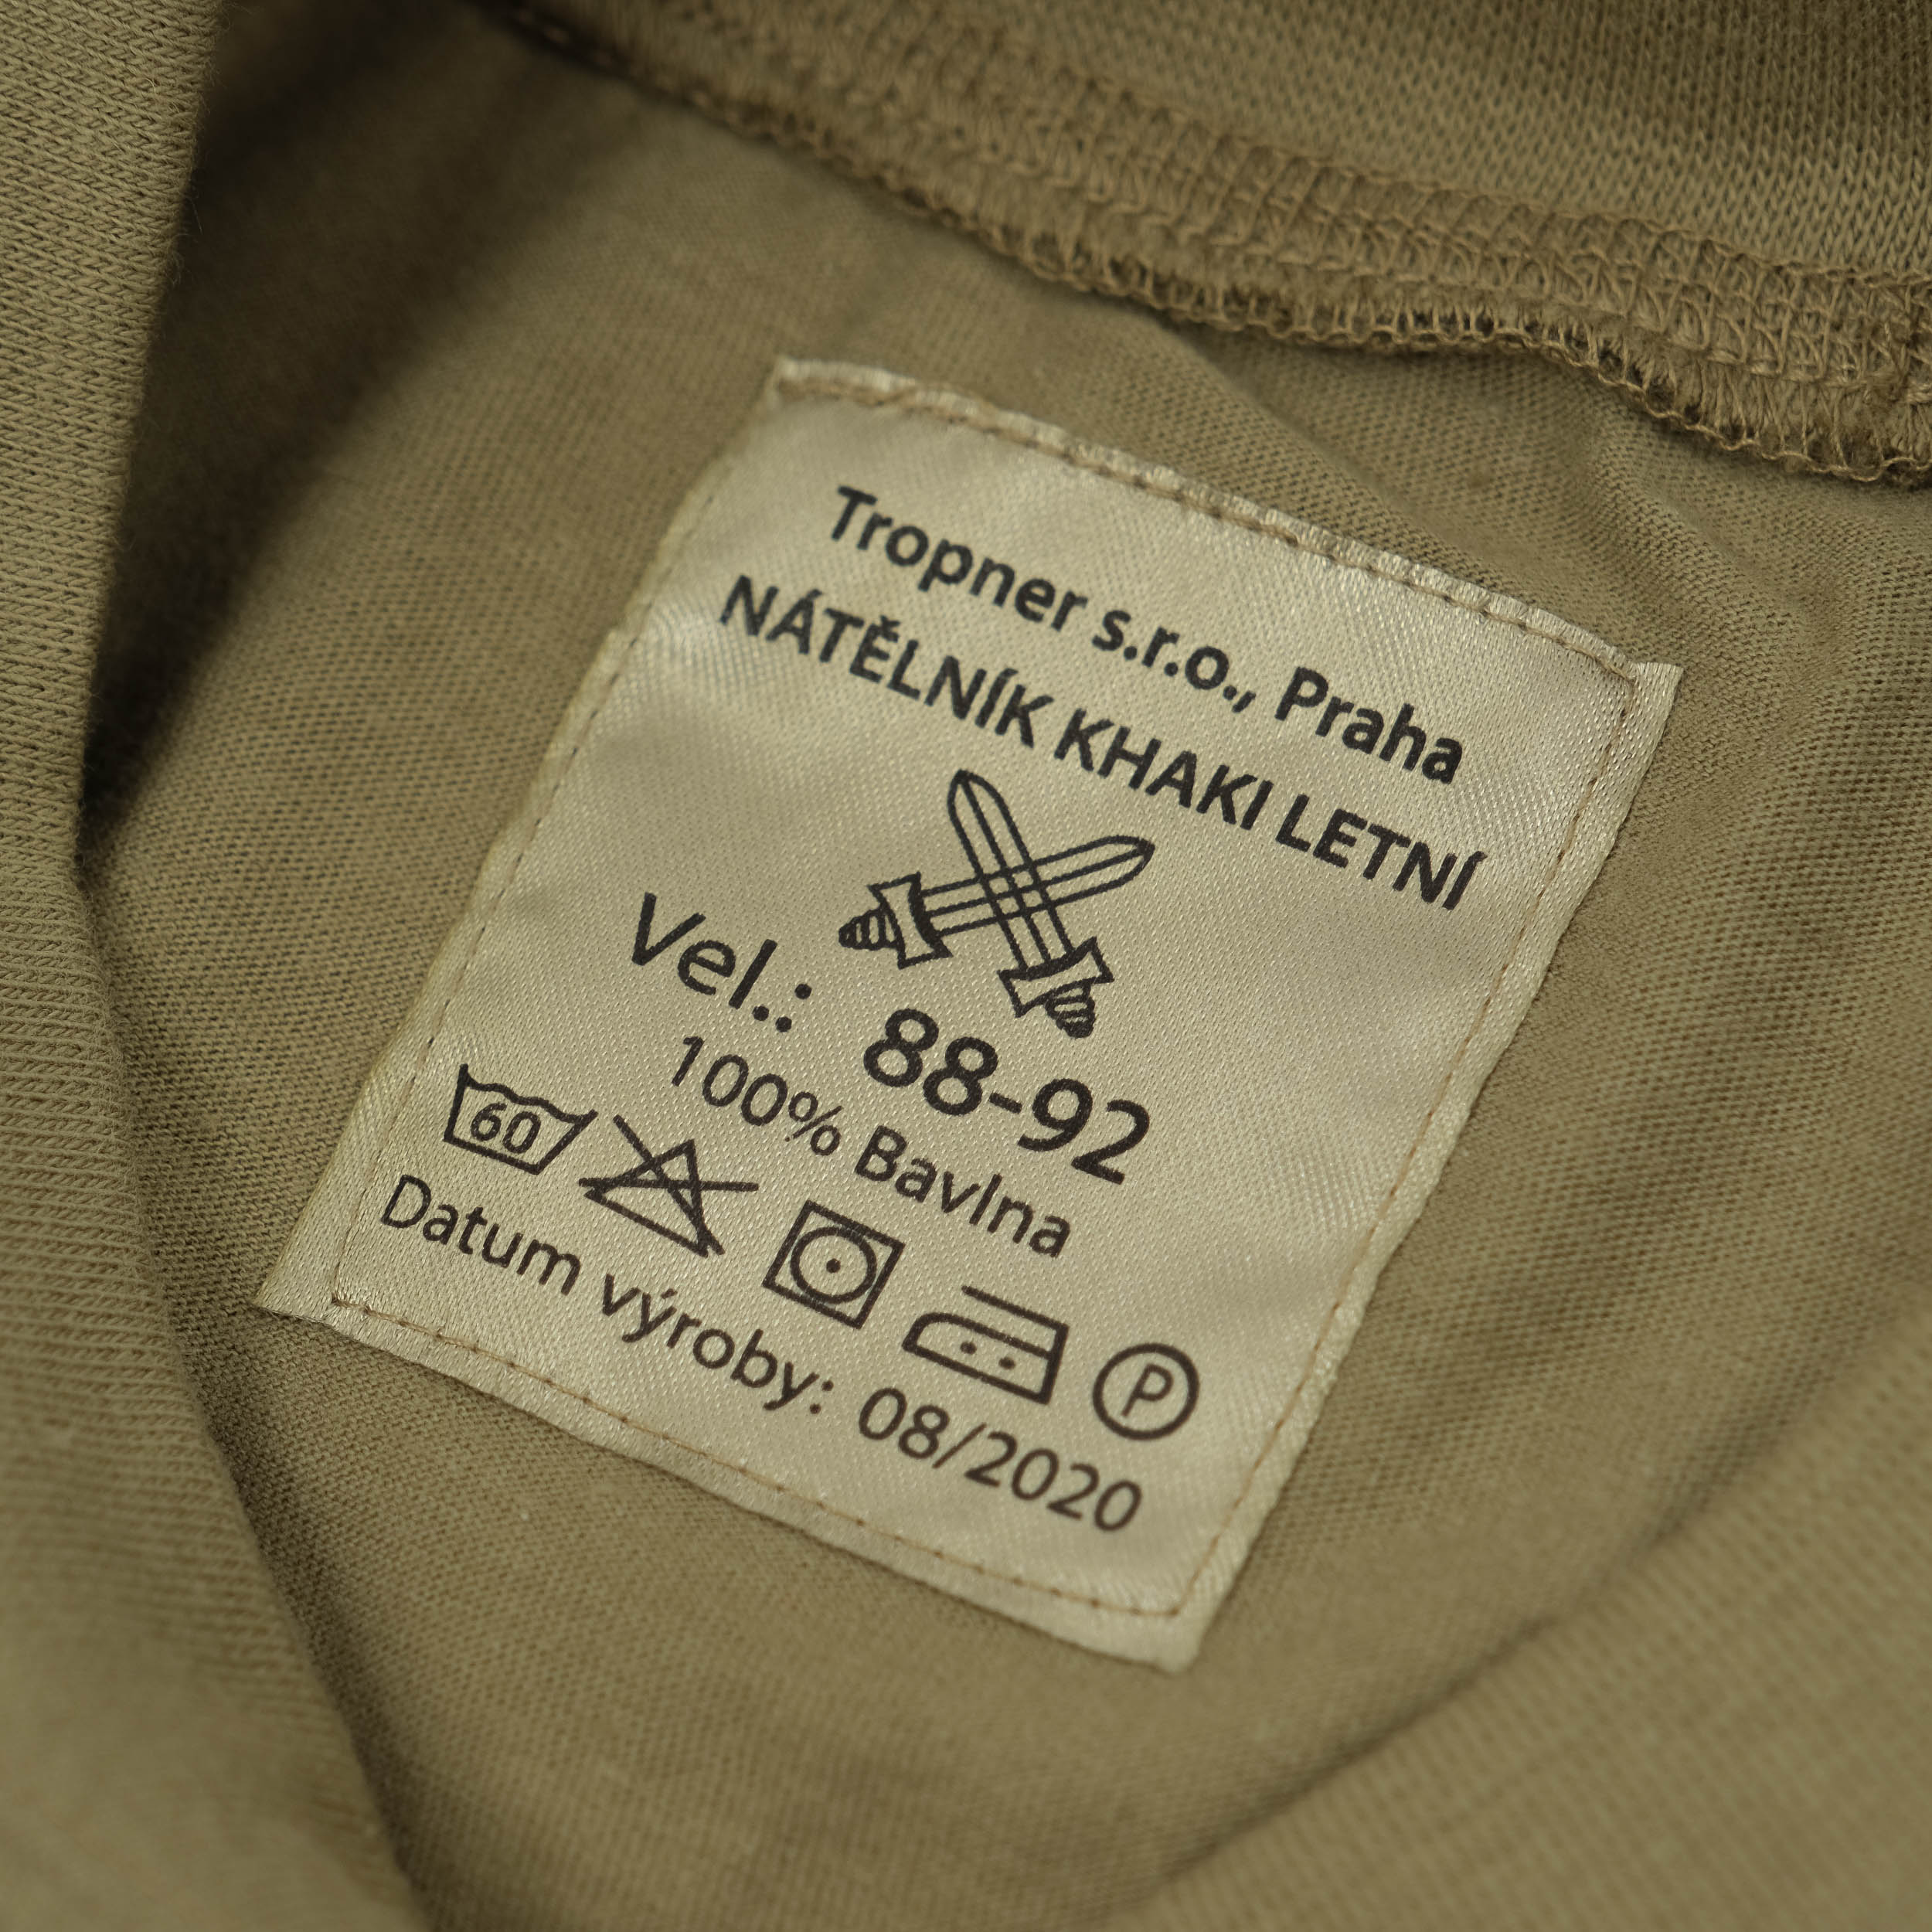 Tropner s.r.o., Praha
NÁTĚLNÍK KHAKI LETNÍ
Vel.: 88-92
100% Bavlna
60 P
Datum výroby: 08/2020